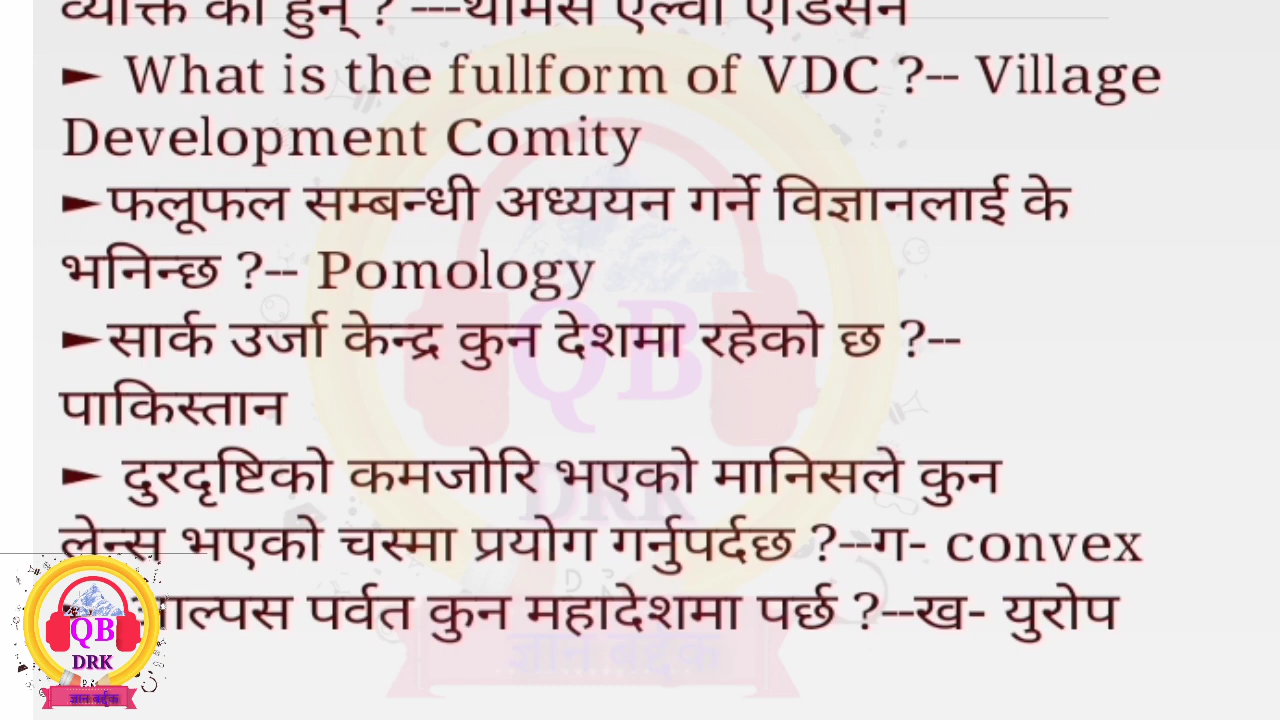 व्यक्ति को हुन् ? ---थोमस एल्वा एडिसन
► What is the fullform of VDC ?-- Village
Development Comity
►फलूफल सम्बन्धी अध्ययन गर्ने विज्ञानलाई के
भनिन्छ ?-- Pomology
►सार्क उर्जा केन्द्र कुन देशमा रहेको छ ?--
पाकिस्तान
► दुरदृष्टिको कमजोरि भएको मानिसले कुन
लेन्स भएको चस्मा प्रयोग गर्नुपर्दछ ?--ग- convex
पर्वत कुन महादेशमा पर्छ ?--ख- युरोप
QB
DRK
QB
DRK